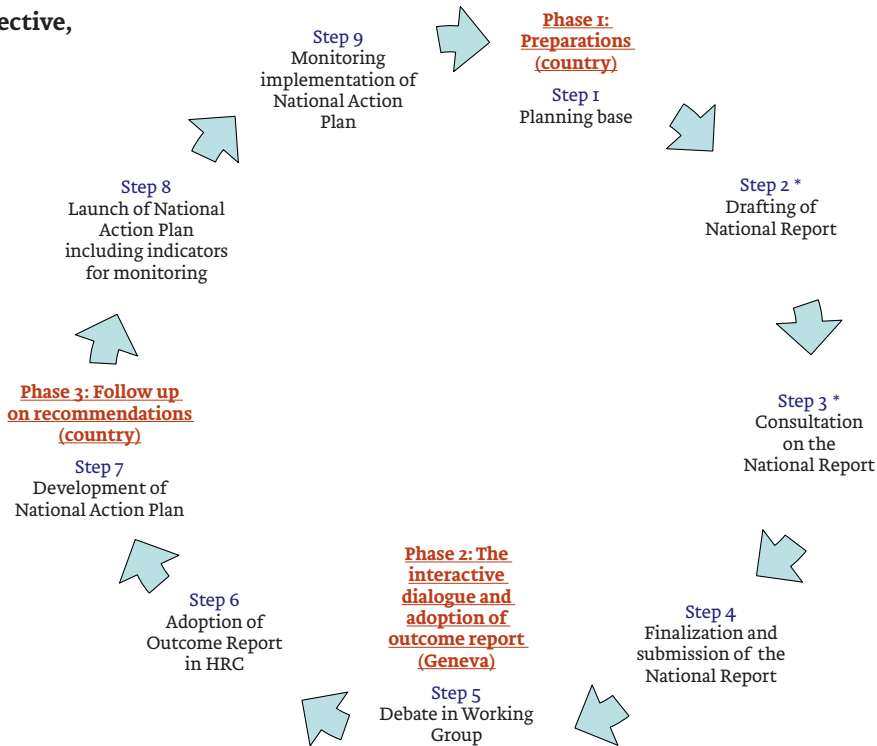 ective,
Phase 1:
Preparations
(country)
Step 1
Planning base
Step 2 *
Drafting of
National Report
Step 3 *
Consultation
on the
National Report
Step 4
Finalization and
submission of the
National Report
Phase 2: The
interactive
dialogue and
adoption of
outcome report
(Geneva)
Step 5
Debate in Working
Group
Step 6
Adoption of
Outcome Report
in HRC
Phase 3: Follow up
on recommendations
(country)
Step 7
Development of
National Action Plan
Step 8
Launch of National
Action Plan
including indicators
for monitoring
Step 9
Monitoring
implementation of
National Action
Plan